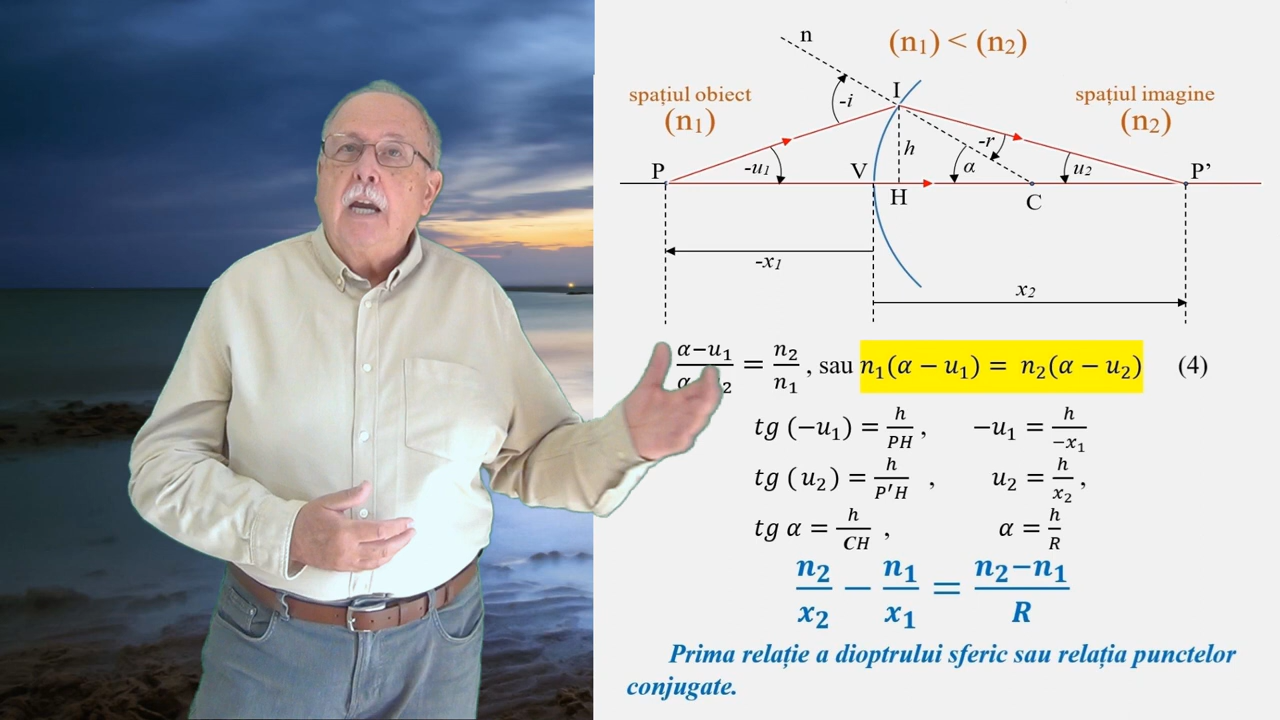 n
(n₁) < (n₂)
I
spațiul obiect
(n₁)
spațiul imagine
(n₂)
-i
-r
h
P
-u₁
V
α
u₂
P’
H
C
-x₁
x₂
α−u₁ / α 2 = n₂/n₁ , sau n₁(α − u₁) = n₂(α − u₂) (4)
tg (−u₁) = h/PH , −u₁ = h/−x₁
tg (u₂) = h/P′H , u₂ = h/x₂ ,
tg α = h/CH , α = h/R
n₂/x₂ − n₁/x₁ = n₂−n₁/R
Prima relație a dioptrului sferic sau relația punctelor
conjugate.